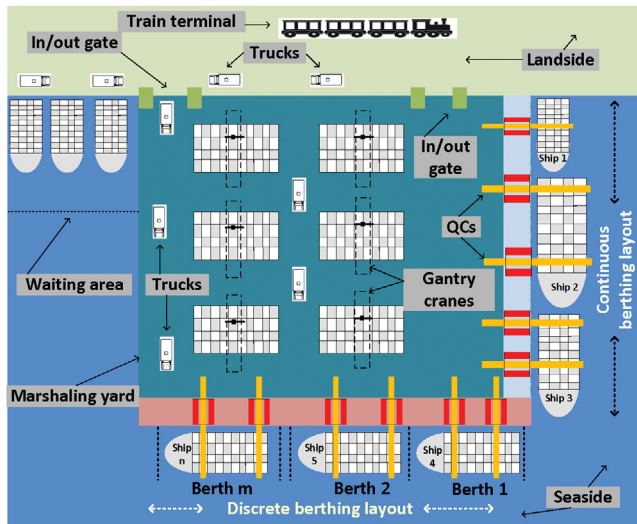 Train terminal
In/out gate
Trucks
Landside
In/out
gate
Ship 1
QCs
Ship 2
Continuous
berthing layout
Waiting area
Trucks
Gantry
cranes
Marshaling yard
Ship 3
Ship
n
Ship
5
Ship
4
Berth m
Berth 2
Berth 1
Seaside
Discrete berthing layout